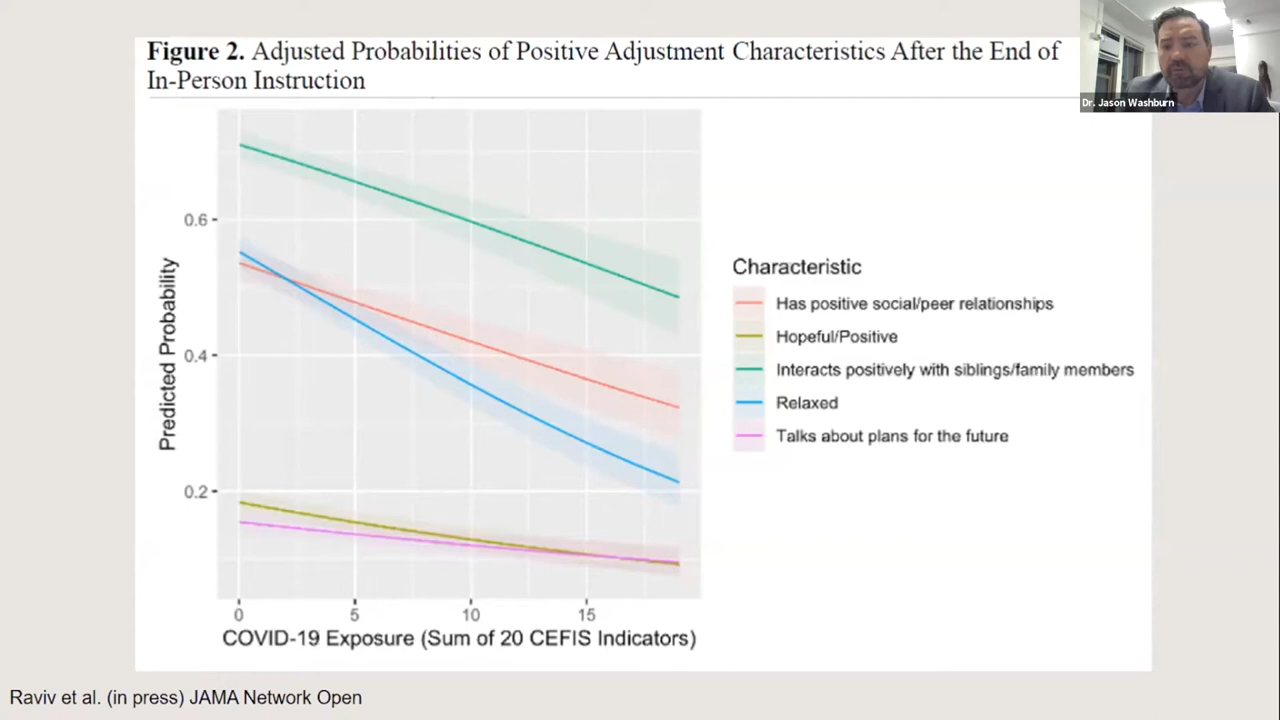 Figure 2. Adjusted Probabilities of Positive Adjustment Characteristics After the End of
In-Person Instruction
Dr. Jason Washburn
Predicted Probability
0.6
0.4
0.2
0
5
10
15
COVID-19 Exposure (Sum of 20 CEFIS Indicators)
Characteristic
Has positive social/peer relationships
Hopeful/Positive
Interacts positively with siblings/family members
Relaxed
Talks about plans for the future
Raviv et al. (in press) JAMA Network Open